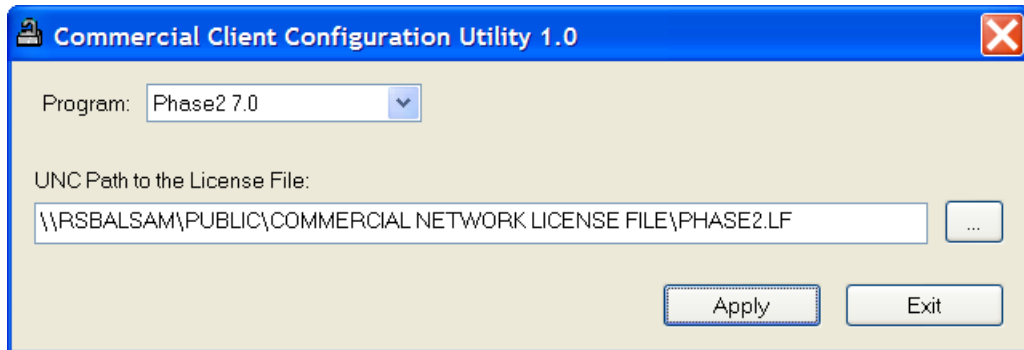 Commercial Client Configuration Utility 1.0
Program: Phase2 7.0
UNC Path to the License File:
\\RSBALSAM\PUBLIC\COMMERCIAL NETWORK LICENSE FILE\PHASE2.LF ...
Apply Exit